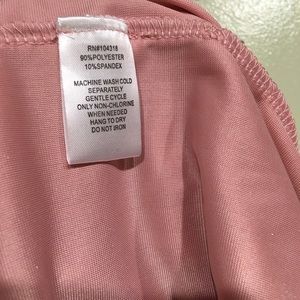 RN#104318
90%POLYESTER
10%SPANDEX
MACHINE WASH COLD
SEPARATELY
GENTLE CYCLE
ONLY NON-CHLORINE
WHEN NEEDED
HANG TO DRY
DO NOT IRON